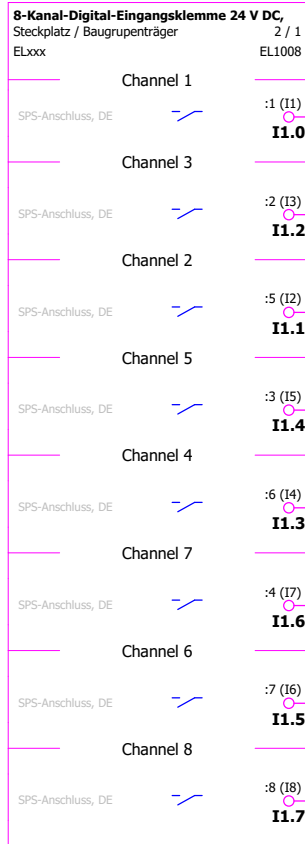 8-Kanal-Digital-Eingangsklemme 24 V DC,
Steckplatz / Baugrupenträger 2 / 1
ELxxx EL1008
Channel 1
:1 (I1)
SPS-Anschluss, DE
I1.0
Channel 3
:2 (I3)
SPS-Anschluss, DE
I1.2
Channel 2
:5 (I2)
SPS-Anschluss, DE
I1.1
Channel 5
:3 (I5)
SPS-Anschluss, DE
I1.4
Channel 4
:6 (I4)
SPS-Anschluss, DE
I1.3
Channel 7
:4 (I7)
SPS-Anschluss, DE
I1.6
Channel 6
:7 (I6)
SPS-Anschluss, DE
I1.5
Channel 8
:8 (I8)
SPS-Anschluss, DE
I1.7